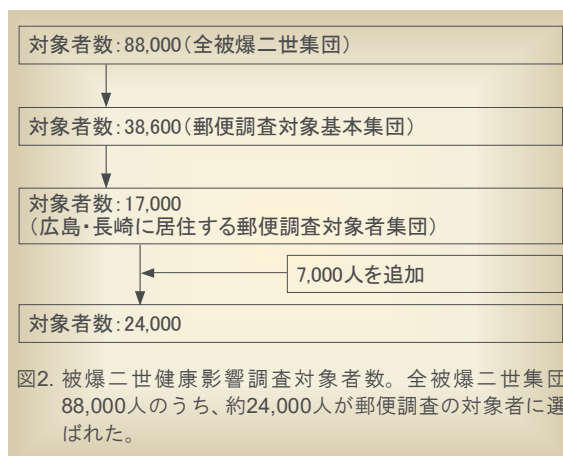 対象者数：88,000（全被爆二世集団）
対象者数：38,600（郵便調査対象基本集団）
対象者数：17,000
（広島・長崎に居住する郵便調査対象者集団）
7,000人を追加
対象者数：24,000
図2. 被爆二世健康影響調査対象者数。全被爆二世集団
88,000人のうち、約24,000人が郵便調査の対象者に選
ばれた。